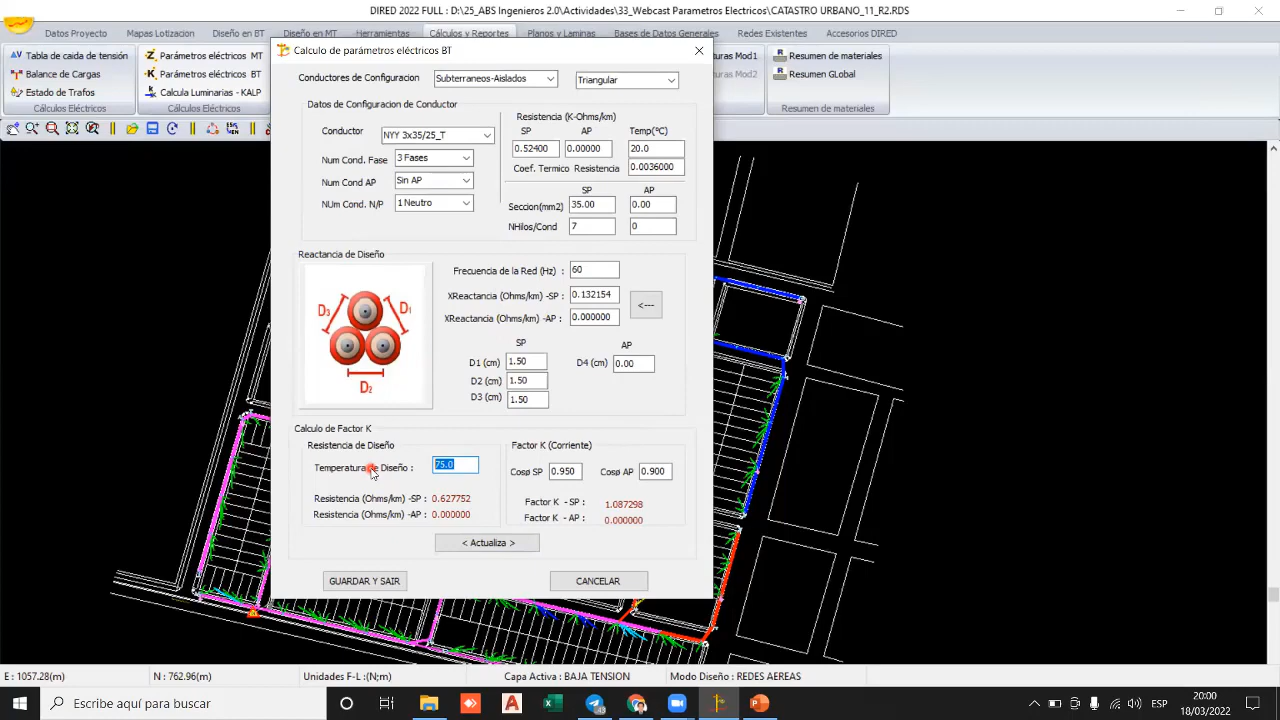 DIRED 2022 FULL : D:\25_ABS Ingenieros 2.0\Actividades\33_Webcast Parametros Electricos\CATASTRO URBANO_11_R2.RDS
Datos Proyecto Mapas Lotización Diseño en BT Diseño en MT Herramientas Cálculos y Reportes Planos y Laminas Bases de Datos Generales Redes Existentes Accesorios DIRED
Tabla de caida de tensión
Balance de Cargas
Estado de Trafos
Cálculos Eléctricos
Parámetros eléctricos MT
Parámetros eléctricos BT
Calcula Luminarias - KALP
Cálculos Eléctricos
uras Mod1
uras Mod2
Resumen de materiales
Resumen GLobal
Resumen de materiales
Calculo de parámetros eléctricos BT
Conductores de Configuracion Subterraneos-Aislados Triangular
Datos de Configuracion de Conductor
Conductor NYY 3x35/25_T
Num Cond. Fase 3 Fases
Num Cond AP Sin AP
NUm Cond. N/P 1 Neutro
Resistencia (K-Ohms/km)
SP AP Temp(°C)
0.52400 0.00000 20.0
Coef. Termico Resistencia 0.0036000
SP AP
Seccion(mm2) 35.00 0.00
NHilos/Cond 7 0
Reactancia de Diseño
D3 D1
D2
Frecuencia de la Red (Hz) : 60
XReactancia (Ohms/km) -SP : 0.132154
XReactancia (Ohms/km) -AP : 0.000000
<---
SP AP
D1 (cm) 1.50 D4 (cm) 0.00
D2 (cm) 1.50
D3 (cm) 1.50
Calculo de Factor K
Resistencia de Diseño
Temperatura de Diseño : 75.0
Resistencia (Ohms/km) -SP : 0.627752
Resistencia (Ohms/km) -AP : 0.000000
Factor K (Corriente)
Cosø SP 0.950 Cosø AP 0.900
Factor K - SP : 1.087298
Factor K - AP : 0.000000
< Actualiza >
GUARDAR Y SAIR CANCELAR
E : 1057.28(m) N : 762.96(m) Unidades F-L :(N;m) Capa Activa : BAJA TENSION Modo Diseño : REDES AEREAS
Escribe aquí para buscar
ESP
20:00
18/03/2022